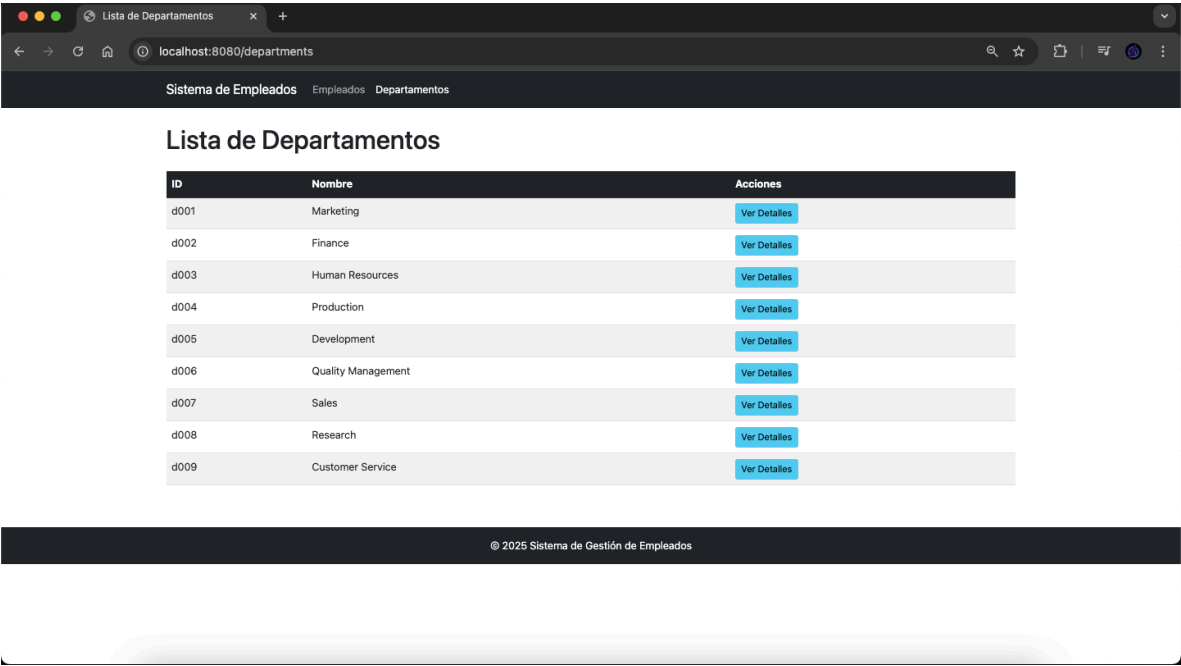 Lista de Departamentos
localhost:8080/departments
Sistema de Empleados Empleados Departamentos
Lista de Departamentos
ID Nombre Acciones
d001 Marketing Ver Detalles
d002 Finance Ver Detalles
d003 Human Resources Ver Detalles
d004 Production Ver Detalles
d005 Development Ver Detalles
d006 Quality Management Ver Detalles
d007 Sales Ver Detalles
d008 Research Ver Detalles
d009 Customer Service Ver Detalles
© 2025 Sistema de Gestión de Empleados